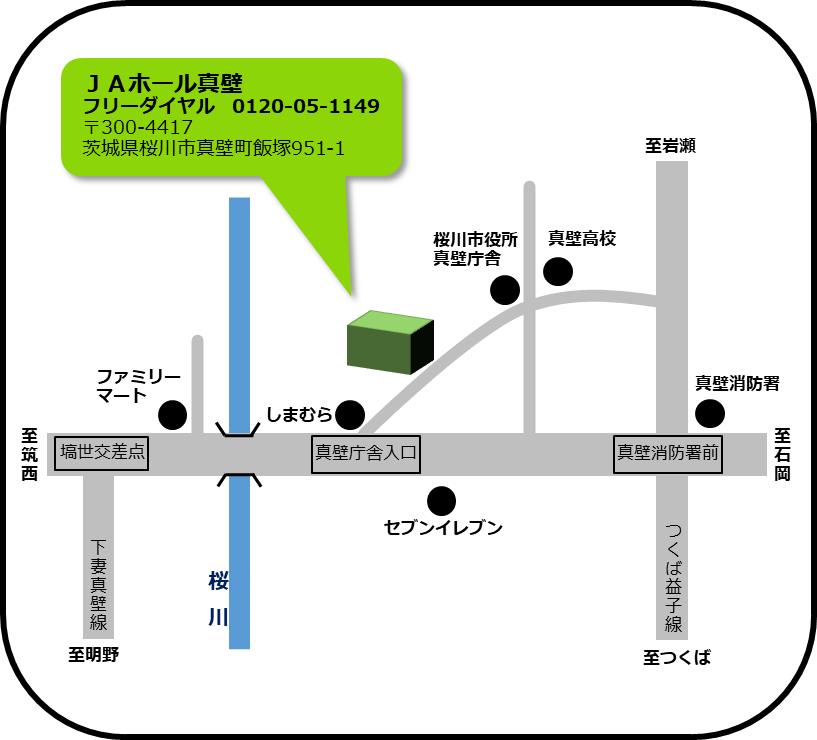 ＪＡホール真壁
フリーダイヤル　0120-05-1149
〒300-4417
茨城県桜川市真壁町飯塚951-1
至岩瀬
桜川市役所
真壁庁舎
真壁高校
ファミリー
マート
しまむら
真壁消防署
至筑西
塙世交差点
真壁庁舎入口
真壁消防署前
至石岡
セブンイレブン
下妻真壁線
桜川
つくば益子線
至明野
至つくば